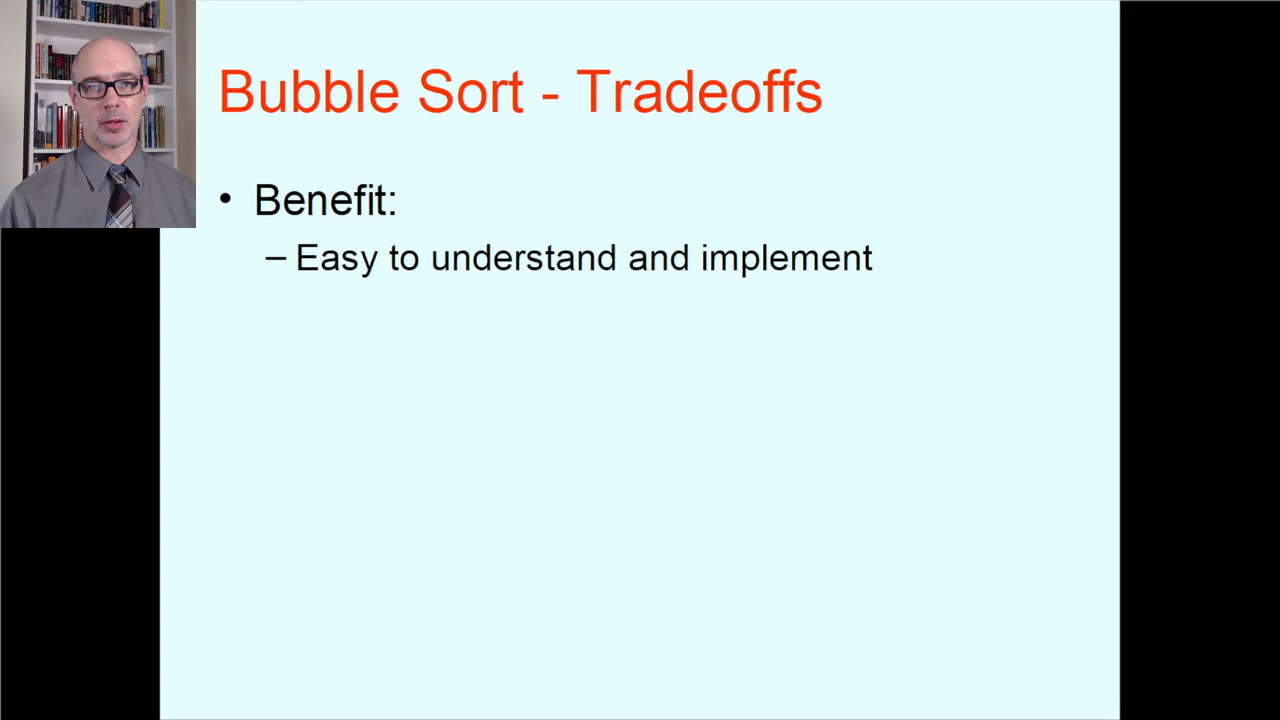 Bubble Sort - Tradeoffs
• Benefit:
– Easy to understand and implement